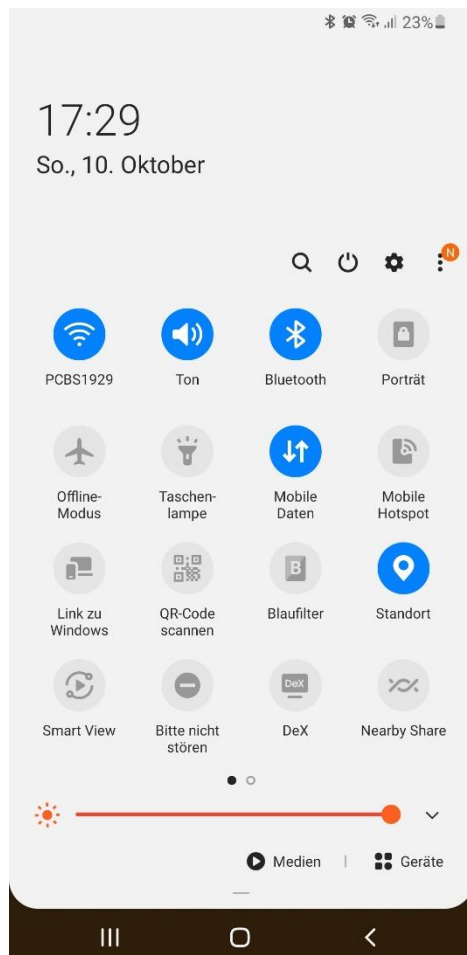 23%
17:29
So., 10. Oktober
N
PCBS1929
Ton
Bluetooth
Porträt
Offline-
Modus
Taschen-
lampe
Mobile
Daten
Mobile
Hotspot
Link zu
Windows
QR-Code
scannen
B
Blaufilter
Standort
Smart View
Bitte nicht
stören
DeX
DeX
Nearby Share
Medien
Geräte